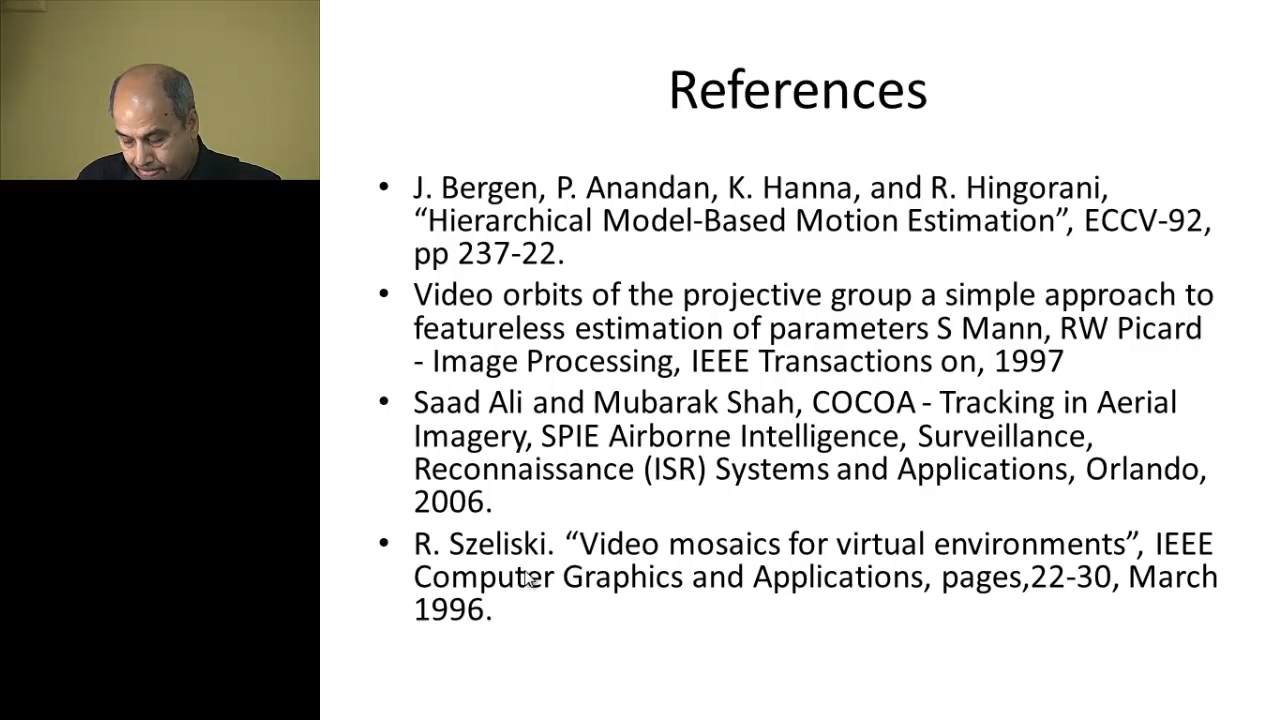 References
• J. Bergen, P. Anandan, K. Hanna, and R. Hingorani,
“Hierarchical Model-Based Motion Estimation”, ECCV-92,
pp 237-22.
• Video orbits of the projective group a simple approach to
featureless estimation of parameters S Mann, RW Picard
- Image Processing, IEEE Transactions on, 1997
• Saad Ali and Mubarak Shah, COCOA - Tracking in Aerial
Imagery, SPIE Airborne Intelligence, Surveillance,
Reconnaissance (ISR) Systems and Applications, Orlando,
2006.
• R. Szeliski. “Video mosaics for virtual environments”, IEEE
Computer Graphics and Applications, pages,22-30, March
1996.